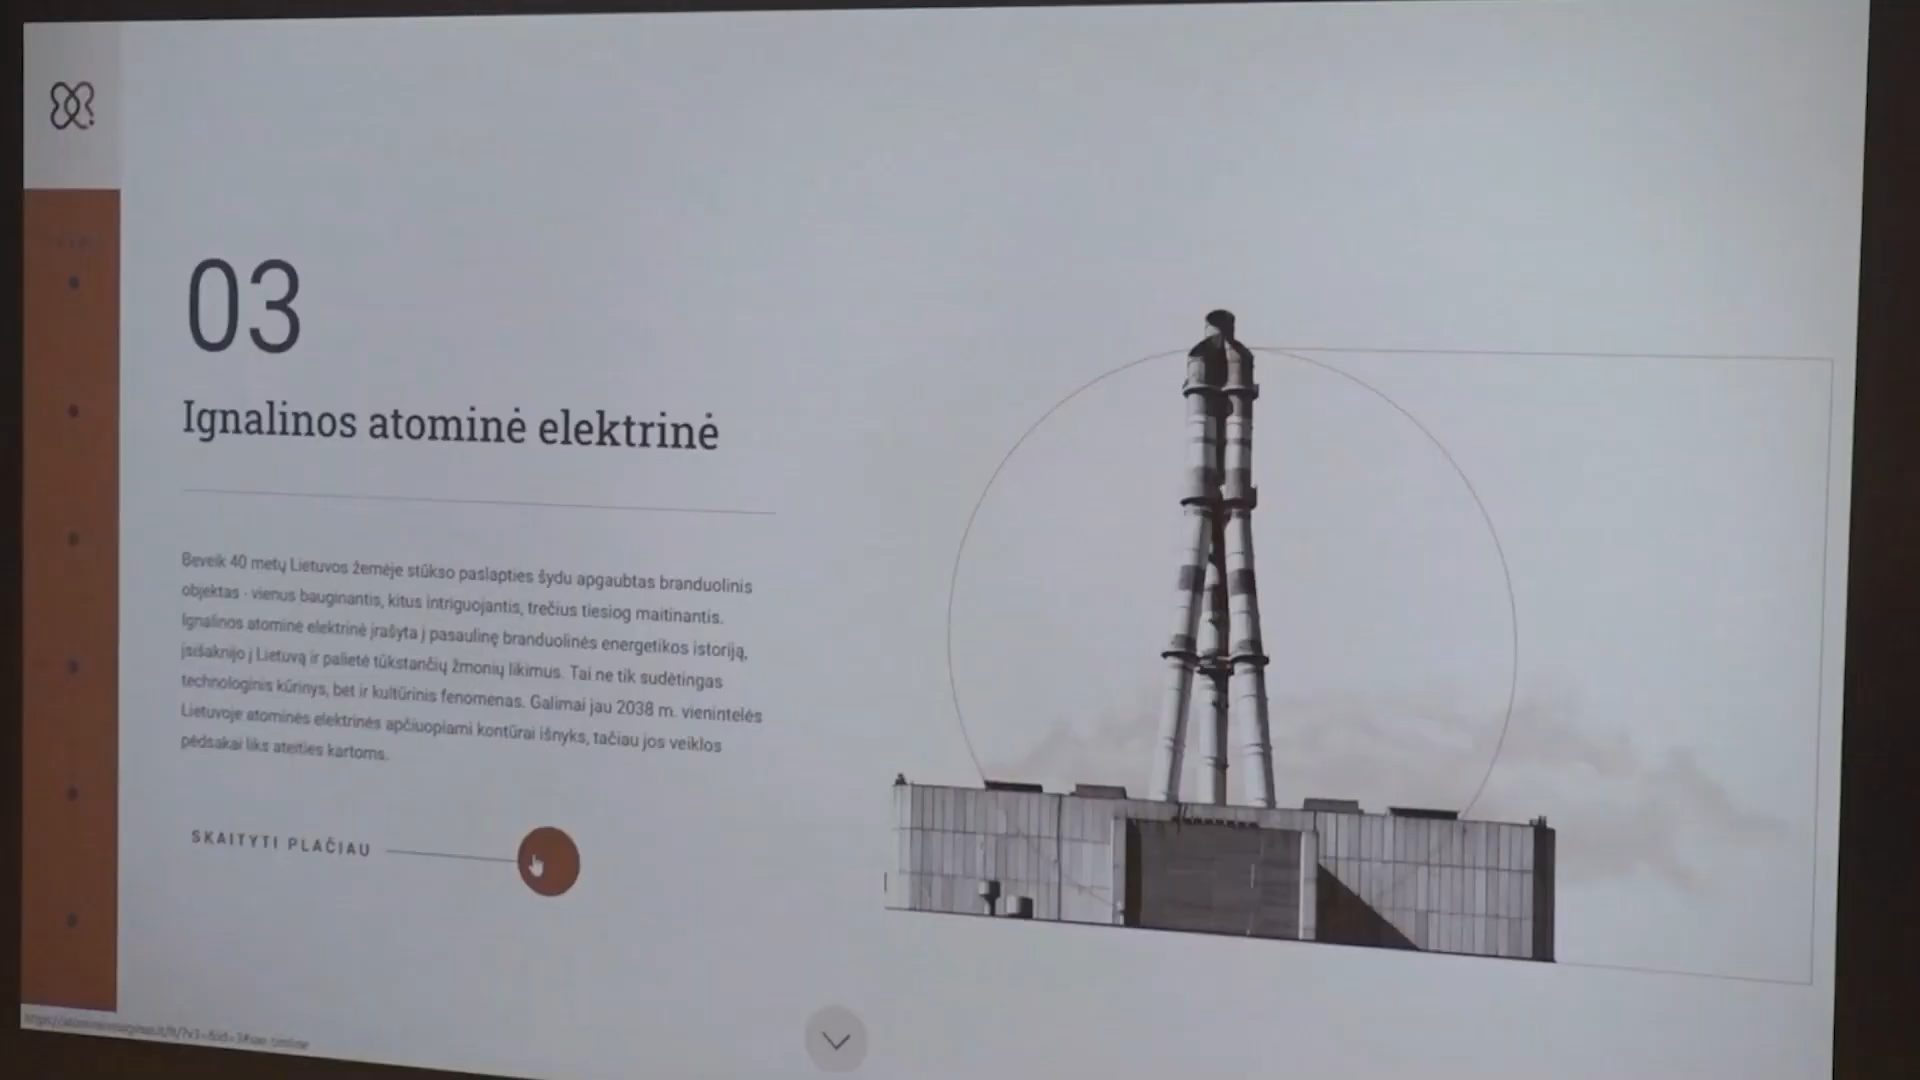 03
Ignalinos atominė elektrinė
Beveik 40 metų Lietuvos žemėje stūkso paslapties šydu apgaubtas branduolinis
objektas - vienus bauginantis, kitus intriguojantis, trečius tiesiog maitinantis.
Ignalinos atominė elektrinė įrašyta į pasaulinę branduolinės energetikos istoriją,
įsišaknijo į Lietuvą ir palietė tūkstančių žmonių likimus. Tai ne tik sudėtingas
technologinis kūrinys, bet ir kultūrinis fenomenas. Galimai jau 2038 m. vienintelės
Lietuvoje atominės elektrinės apčiuopiami kontūrai išnyks, tačiau jos veiklos
pėdsakai liks ateities kartoms.
SKAITYTI PLAČIAU